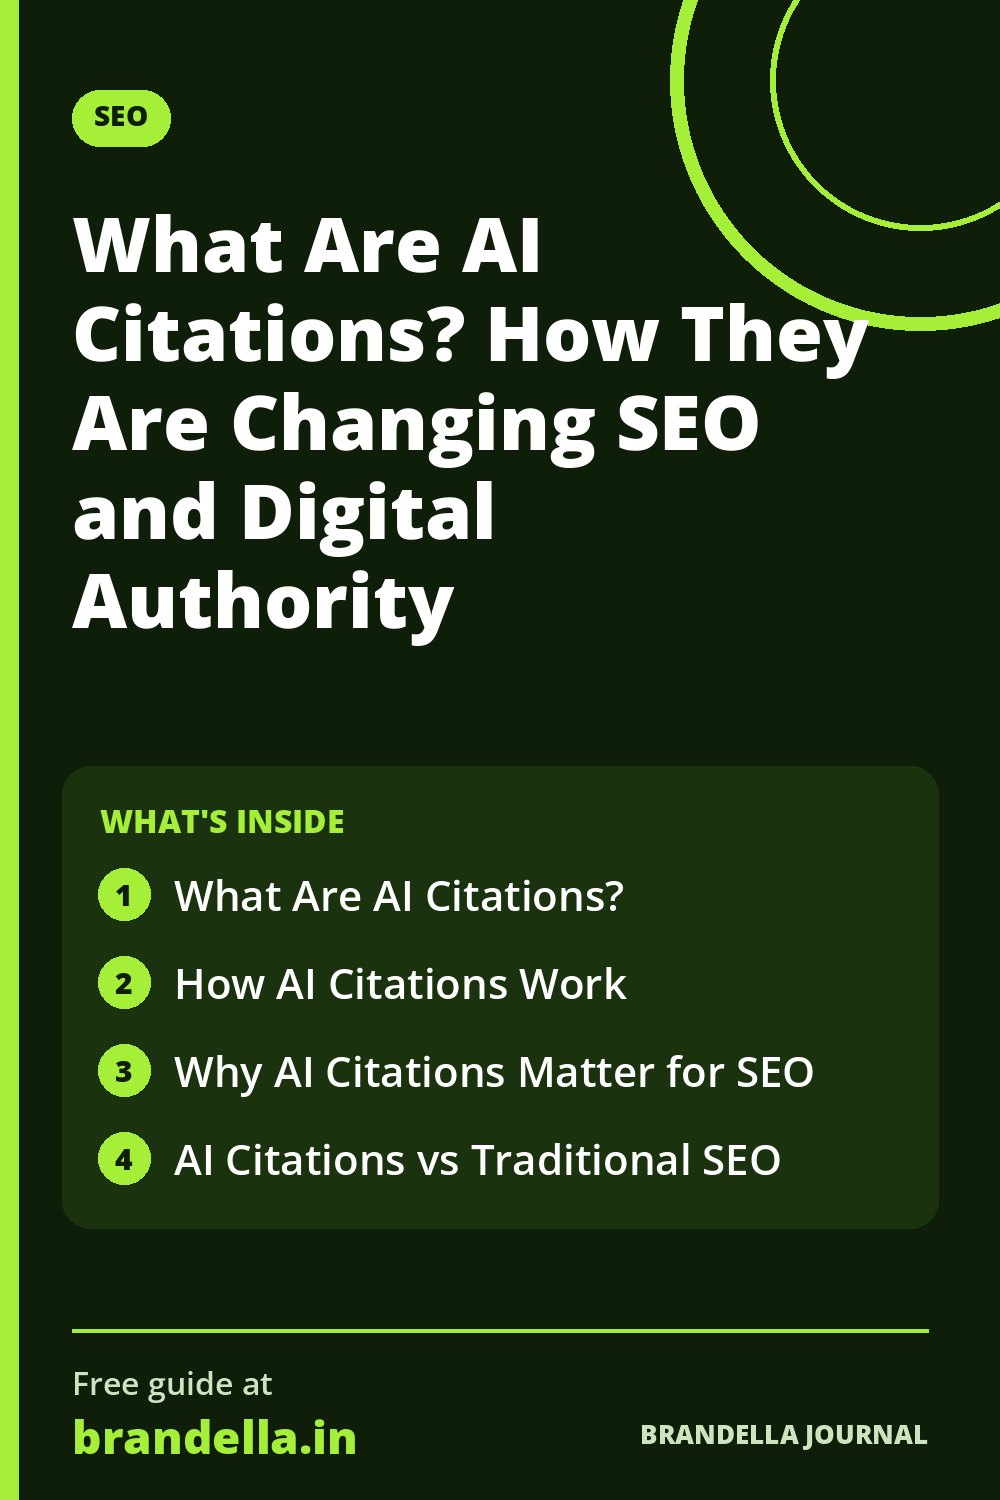 SEO
What Are AI
Citations? How They
Are Changing SEO
and Digital
Authority
WHAT'S INSIDE
1 What Are AI Citations?
2 How AI Citations Work
3 Why AI Citations Matter for SEO
4 AI Citations vs Traditional SEO
Free guide at
brandella.in
BRANDELLA JOURNAL